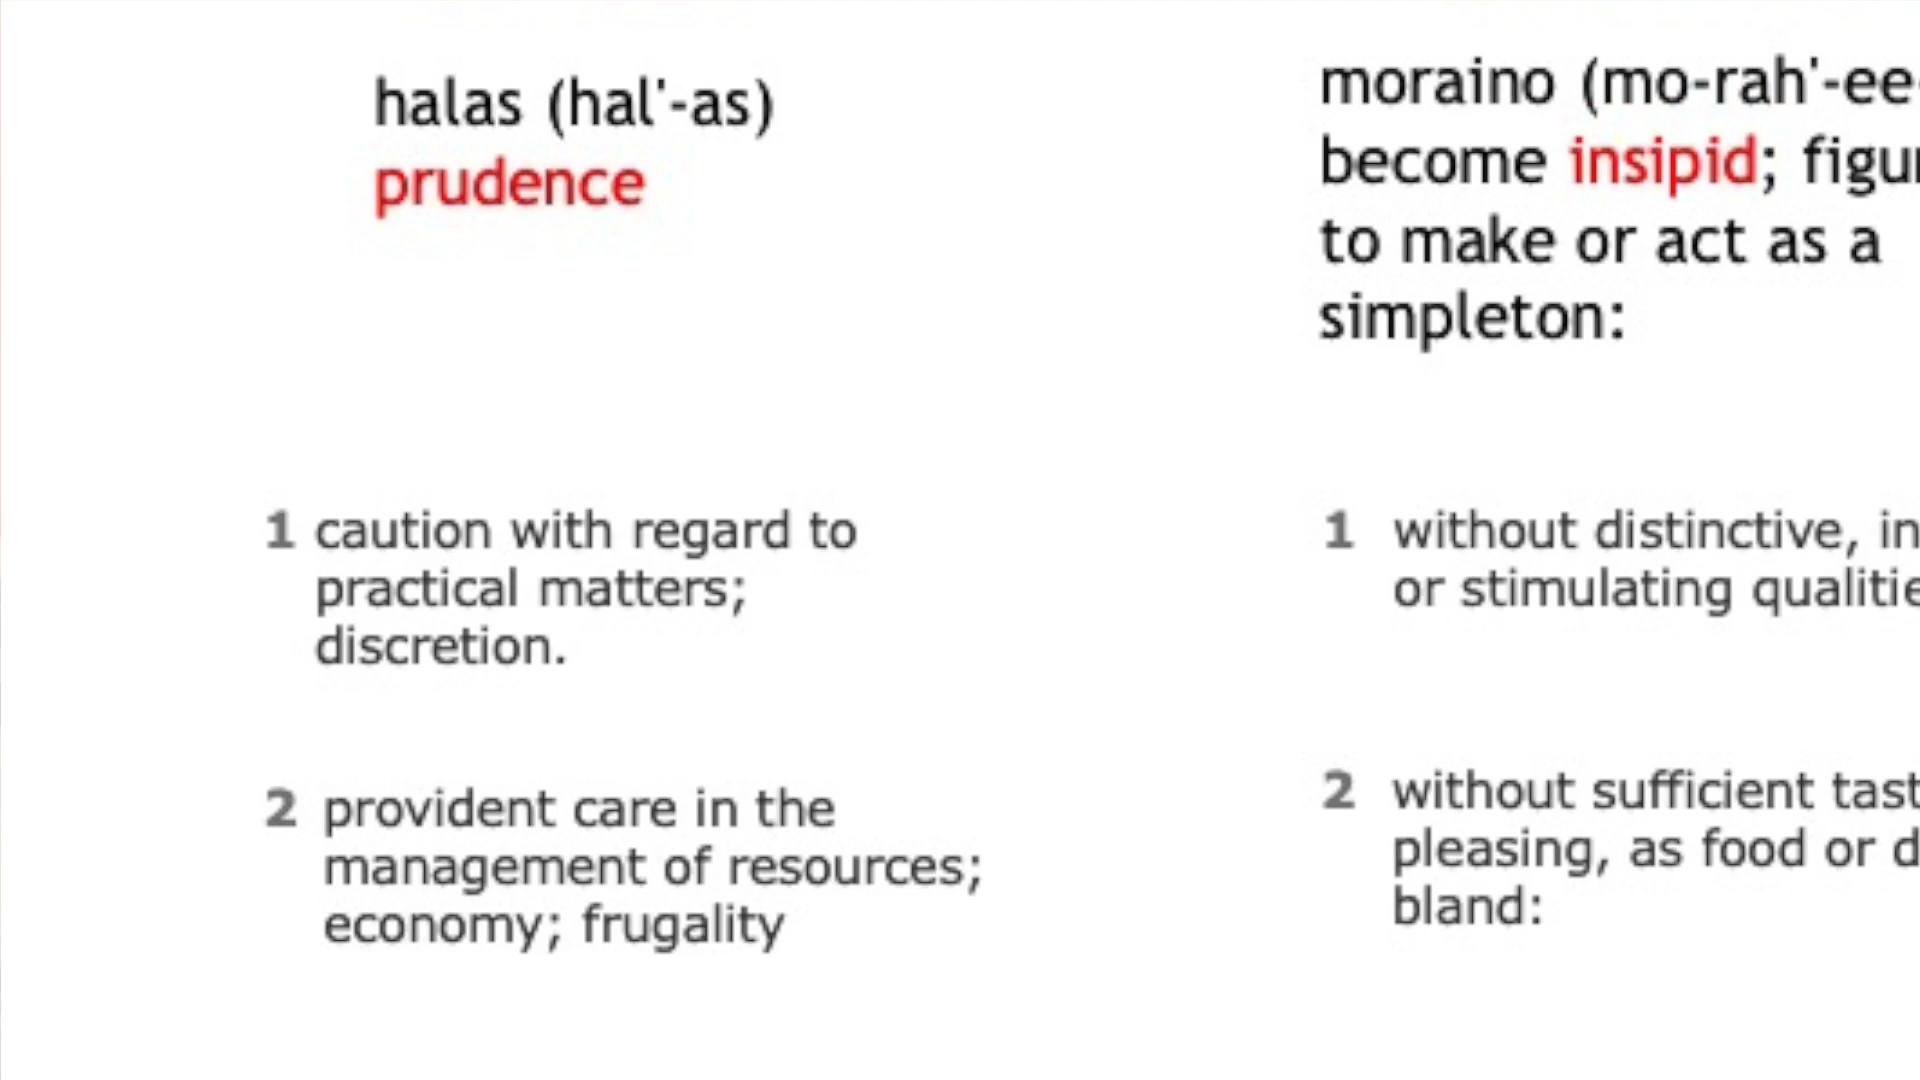 halas (hal'-as)
prudence
1 caution with regard to
practical matters;
discretion.
2 provident care in the
management of resources;
economy; frugality
moraino (mo-rah'-ee-
become insipid;
to make or act as a
simpleton:
1 without distinctive,
or stimulating
2 without sufficient
pleasing, as food or
bland: